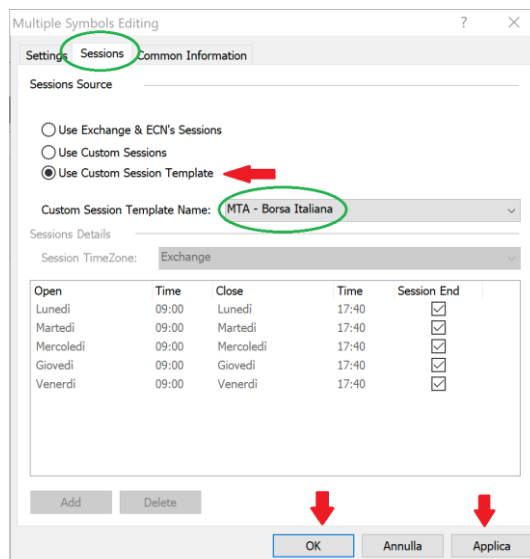 Multiple Symbols Editing ? ×
Settings Sessions Common Information
Sessions Source
Use Exchange & ECN's Sessions
Use Custom Sessions
Use Custom Session Template
Custom Session Template Name: MTA - Borsa Italiana
Sessions Details
Session TimeZone: Exchange
Open Time Close Time Session End
Lunedì 09:00 Lunedì 17:40
Martedì 09:00 Martedì 17:40
Mercoledì 09:00 Mercoledì 17:40
Giovedì 09:00 Giovedì 17:40
Venerdì 09:00 Venerdì 17:40
Add Delete
OK Annulla Applica